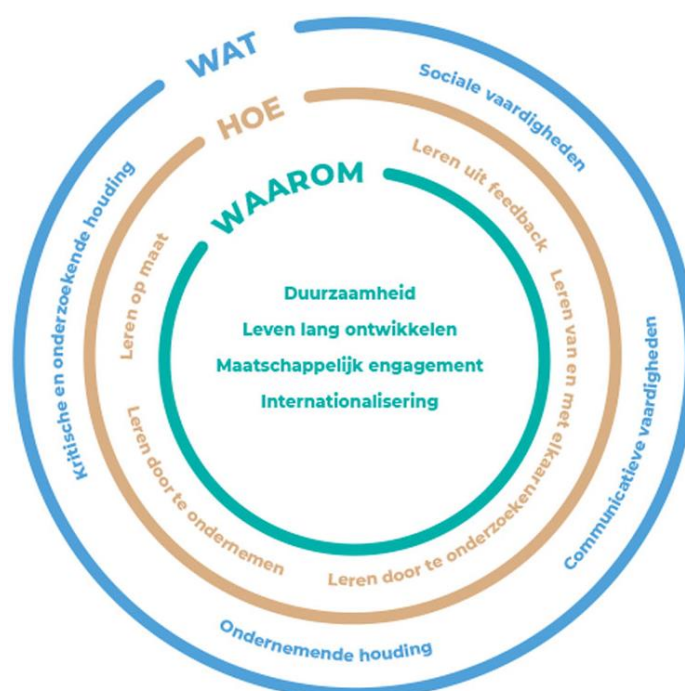 WAT
Sociale vaardigheden
Communicatieve vaardigheden
Ondernemende houding
Kritische en onderzoekende houding
HOE
Leren uit feedback
Leren van en met elkaar
Leren door te onderzoeken
Leren door te ondernemen
Leren op maat
WAAROM
Duurzaamheid
Leven lang ontwikkelen
Maatschappelijk engagement
Internationalisering